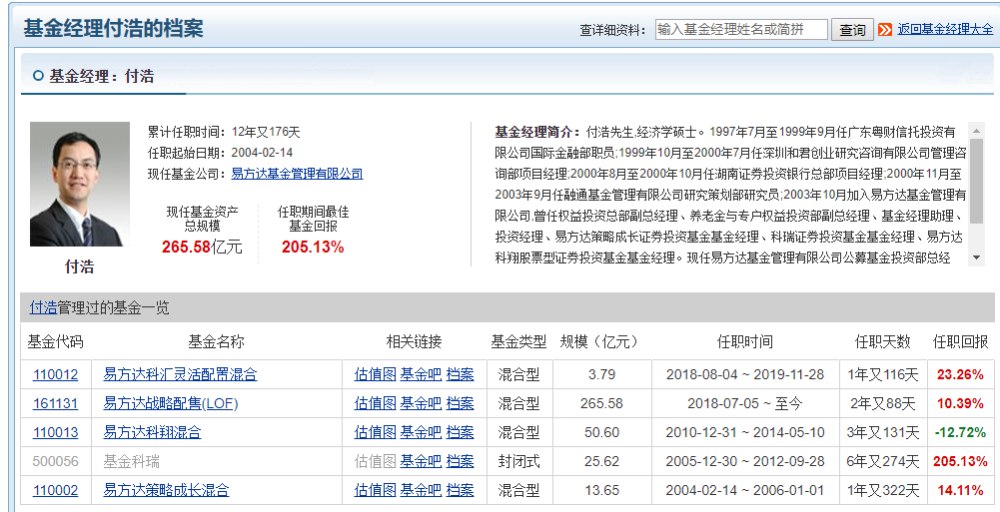 基金经理付浩的档案
查详细资料： 输入基金经理姓名或简拼 查询 返回基金经理大全
基金经理：付浩
付浩
累计任职时间：12年又176天
任职起始日期：2004-02-14
现任基金公司：易方达基金管理有限公司
现任基金资产 任职期间最佳
总规模 基金回报
265.58亿元 205.13%
基金经理简介：付浩先生,经济学硕士。1997年7月至1999年9月任广东粤财信托投资有
限公司国际金融部职员;1999年10月至2000年7月任深圳和君创业研究咨询有限公司管理咨
询部项目经理;2000年8月至2000年10月任湖南证券投资银行总部项目经理;2000年11月至
2003年9月任融通基金管理有限公司研究策划部研究员;2003年10月加入易方达基金管理有
限公司,曾任权益投资总部副总经理、养老金与专户权益投资部副总经理、基金经理助理、
投资经理、易方达策略成长证券投资基金基金经理、科瑞证券投资基金基金经理、易方达
科翔股票型证券投资基金基金经理。现任易方达基金管理有限公司公募基金投资部总经
付浩管理过的基金一览
基金代码 基金名称 相关链接 基金类型 规模（亿元） 任职时间 任职天数 任职回报
110012 易方达科汇灵活配置混合 估值图 基金吧 档案 混合型 3.79 2018-08-04 ~ 2019-11-28 1年又116天 23.26%
161131 易方达战略配售(LOF) 估值图 基金吧 档案 混合型 265.58 2018-07-05 ~ 至今 2年又88天 10.39%
110013 易方达科翔混合 估值图 基金吧 档案 混合型 50.60 2010-12-31 ~ 2014-05-10 3年又131天 -12.72%
500056 基金科瑞 估值图 基金吧 档案 封闭式 25.62 2005-12-30 ~ 2012-09-28 6年又274天 205.13%
110002 易方达策略成长混合 估值图 基金吧 档案 混合型 13.65 2004-02-14 ~ 2006-01-01 1年又322天 14.11%